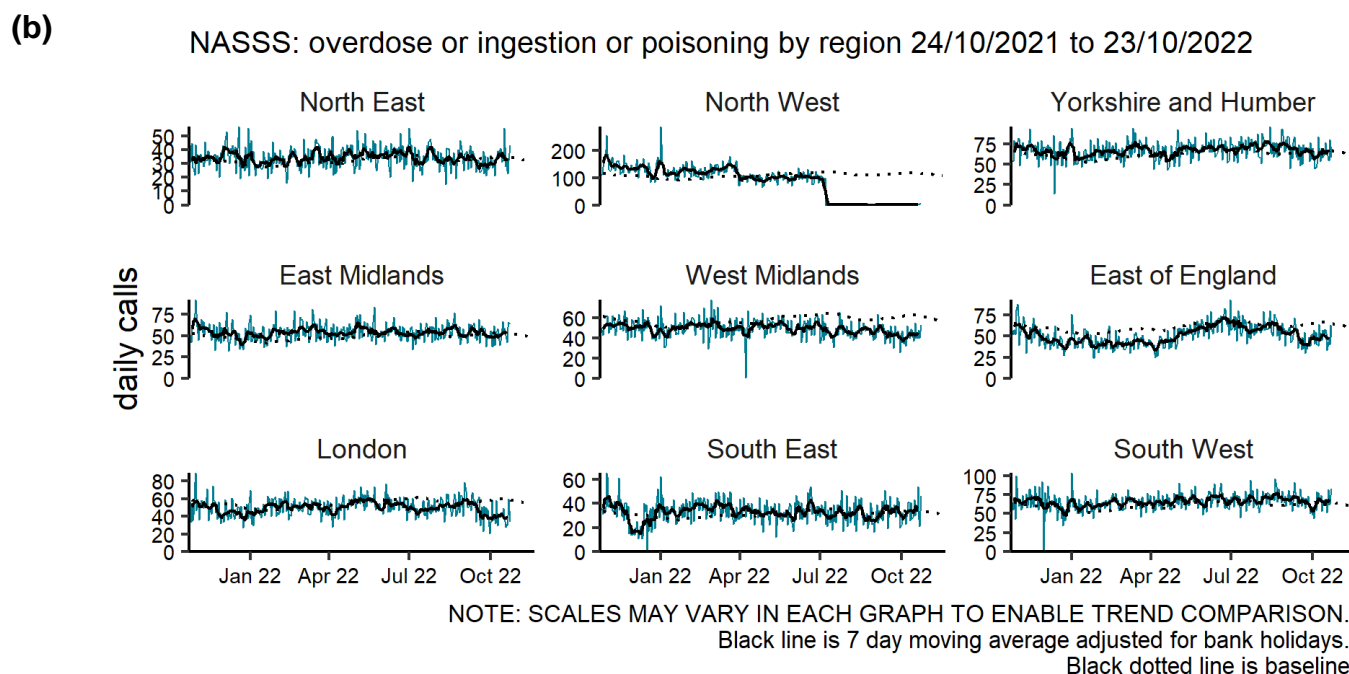 (b)
NASSS: overdose or ingestion or poisoning by region 24/10/2021 to 23/10/2022
daily calls
North East
50
40
30
20
10
0
North West
200
100
0
Yorkshire and Humber
75
50
25
0
East Midlands
75
50
25
0
West Midlands
60
40
20
0
East of England
75
50
25
0
London
80
60
40
20
0
Jan 22 Apr 22 Jul 22 Oct 22
South East
60
40
20
0
Jan 22 Apr 22 Jul 22 Oct 22
South West
100
75
50
25
0
Jan 22 Apr 22 Jul 22 Oct 22
NOTE: SCALES MAY VARY IN EACH GRAPH TO ENABLE TREND COMPARISON.
Black line is 7 day moving average adjusted for bank holidays.
Black dotted line is baseline